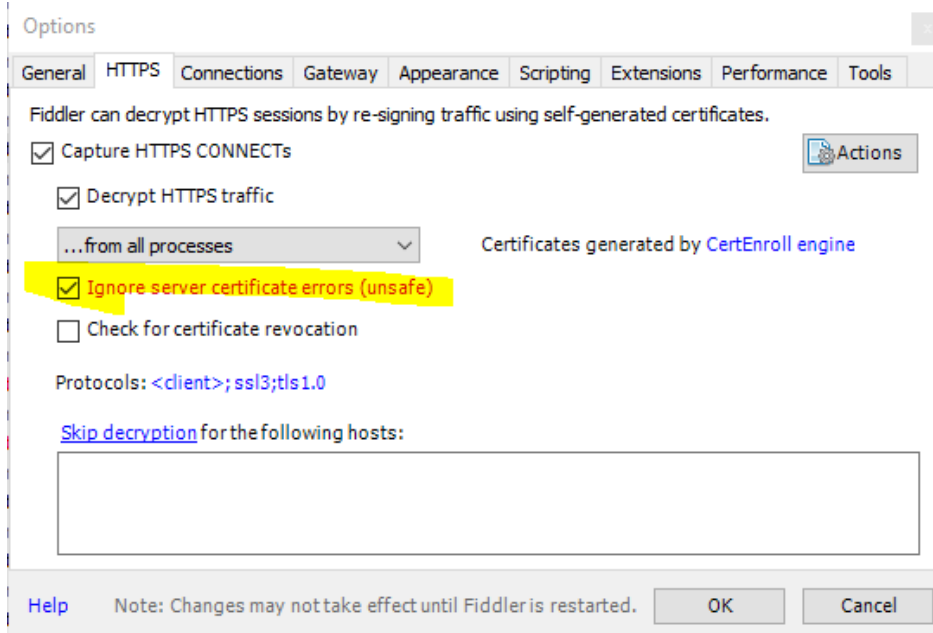 Options
General HTTPS Connections Gateway Appearance Scripting Extensions Performance Tools
Fiddler can decrypt HTTPS sessions by re-signing traffic using self-generated certificates.
Capture HTTPS CONNECTs
Actions
Decrypt HTTPS traffic
...from all processes
Certificates generated by CertEnroll engine
Ignore server certificate errors (unsafe)
Check for certificate revocation
Protocols: <client>;ssl3;tls1.0
Skip decryption for the following hosts:
Help Note: Changes may not take effect until Fiddler is restarted. OK Cancel